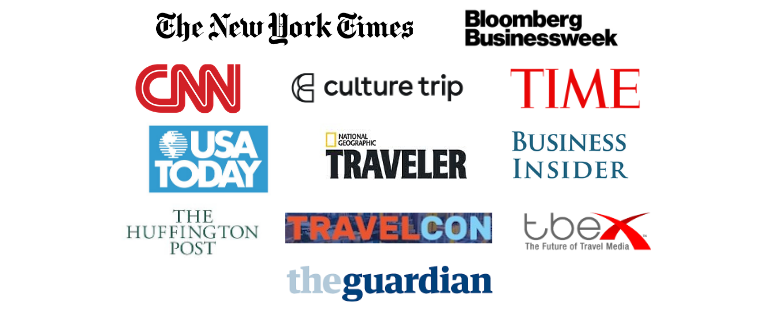 The New York Times
Bloomberg
Businessweek
CNN
culture trip
TIME
USA
TODAY
NATIONAL
GEOGRAPHIC
TRAVELER
BUSINESS
INSIDER
THE
HUFFINGTON
POST
TRAVELCON
tbex
The Future of Travel Media
theguardian